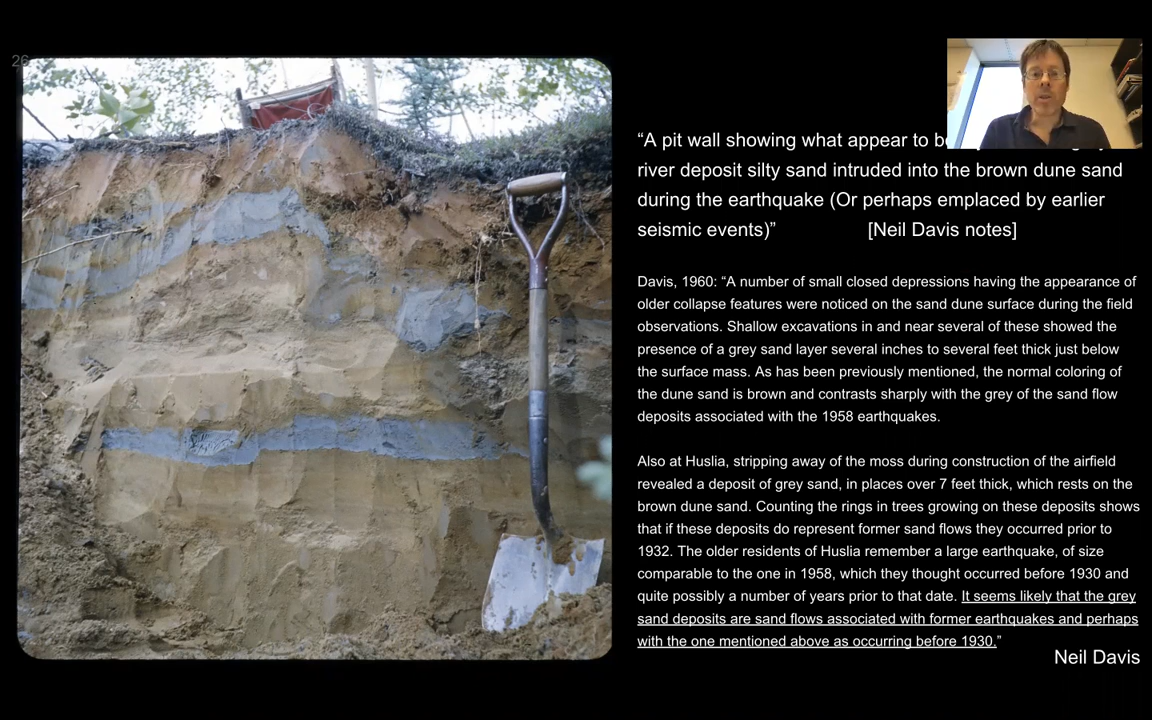 26
“A pit wall showing what appear to be
river deposit silty sand intruded into the brown dune sand
during the earthquake (Or perhaps emplaced by earlier
seismic events)” [Neil Davis notes]
Davis, 1960: “A number of small closed depressions having the appearance of
older collapse features were noticed on the sand dune surface during the field
observations. Shallow excavations in and near several of these showed the
presence of a grey sand layer several inches to several feet thick just below
the surface mass. As has been previously mentioned, the normal coloring of
the dune sand is brown and contrasts sharply with the grey of the sand flow
deposits associated with the 1958 earthquakes.
Also at Huslia, stripping away of the moss during construction of the airfield
revealed a deposit of grey sand, in places over 7 feet thick, which rests on the
brown dune sand. Counting the rings in trees growing on these deposits shows
that if these deposits do represent former sand flows they occurred prior to
1932. The older residents of Huslia remember a large earthquake, of size
comparable to the one in 1958, which they thought occurred before 1930 and
quite possibly a number of years prior to that date. It seems likely that the grey
sand deposits are sand flows associated with former earthquakes and perhaps
with the one mentioned above as occurring before 1930.”
Neil Davis